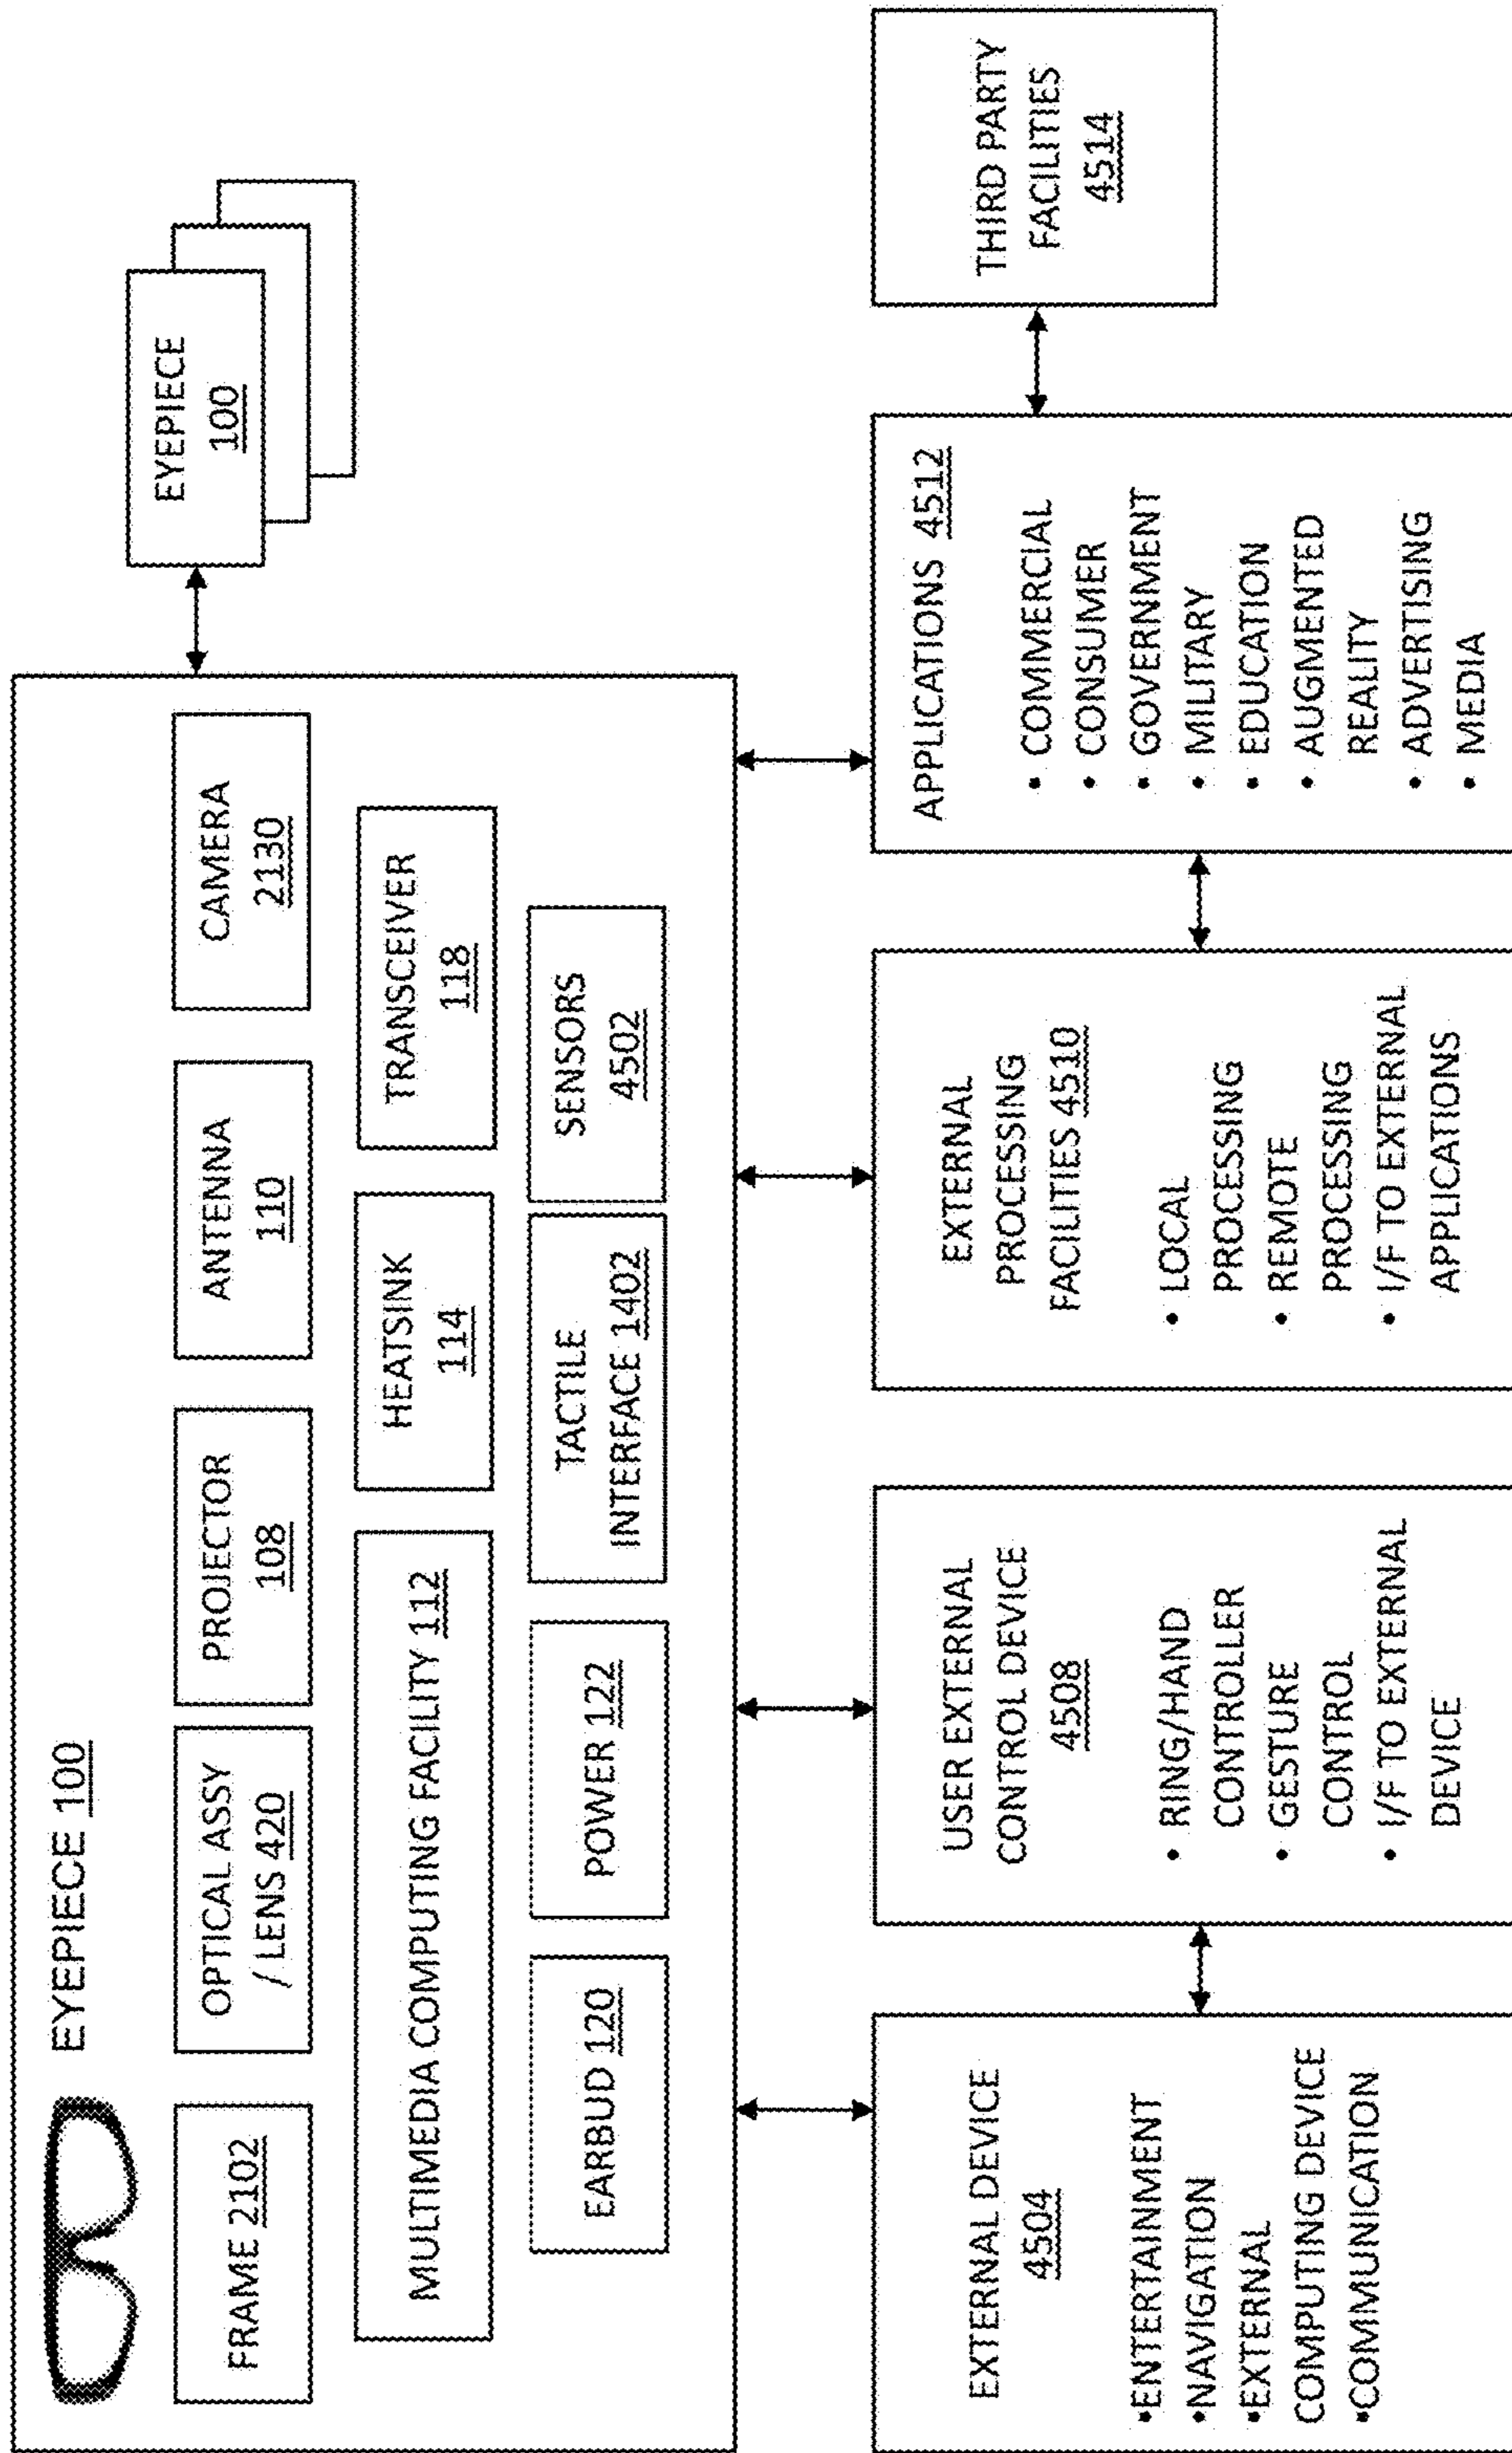 EYEPIECE 100
FRAME 2102
OPTICAL ASSY
/ LENS 420
PROJECTOR
108
ANTENNA
110
CAMERA
2130
MULTIMEDIA COMPUTING FACILITY 112
HEATSINK
114
TRANSCEIVER
118
EARBUD 120
POWER 122
TACTILE
INTERFACE 1402
SENSORS
4502
EYEPIECE
100
EXTERNAL DEVICE
4504
•ENTERTAINMENT
•NAVIGATION
•EXTERNAL
COMPUTING DEVICE
•COMMUNICATION
USER EXTERNAL
CONTROL DEVICE
4508
• RING/HAND
CONTROLLER
• GESTURE
CONTROL
• I/F TO EXTERNAL
DEVICE
EXTERNAL
PROCESSING
FACILITIES 4510
• LOCAL
PROCESSING
• REMOTE
PROCESSING
• I/F TO EXTERNAL
APPLICATIONS
APPLICATIONS 4512
• COMMERCIAL
• CONSUMER
• GOVERNMENT
• MILITARY
• EDUCATION
• AUGMENTED
REALITY
• ADVERTISING
• MEDIA
THIRD PARTY
FACILITIES
4514